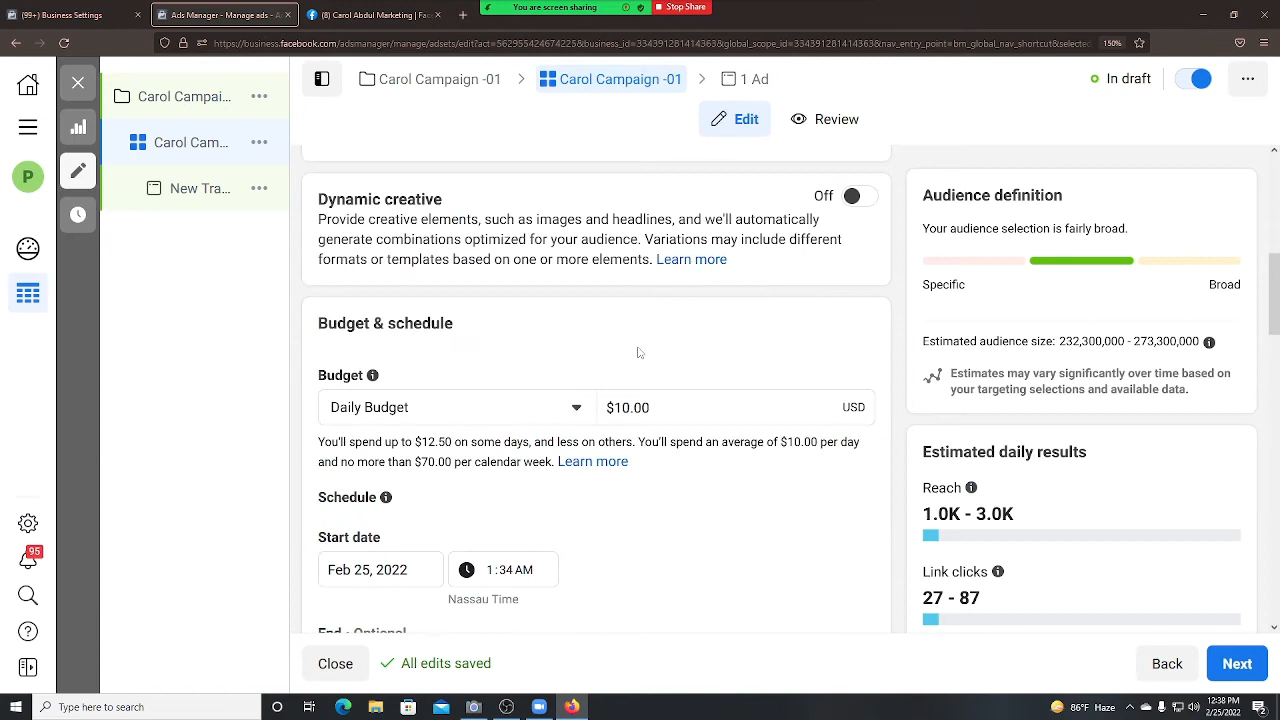 (99+) Business Settings
Ads Manager - Manage ads - A
(8) Carol Abdul Marketing | F
You are screen sharing
Stop Share
https://business.facebook.com/adsmanager/manage/assets/edit
150%
Carol Campaign -01
Carol Campaign -01
1 Ad
In draft
Carol Campai...
Carol Cam...
New Tra...
P
95
Edit
Review
Dynamic creative
Off
Provide creative elements, such as images and headlines, and we'll automatically
generate combinations optimized for your audience. Variations may include different
formats or templates based on one or more elements. Learn more
Budget & schedule
Budget
Daily Budget
$10.00
USD
You'll spend up to $12.50 on some days, and less on others. You'll spend an average of $10.00 per day
and no more than $70.00 per calendar week. Learn more
Schedule
Start date
Feb 25, 2022
1:34 AM
Nassau Time
End • Optional
Audience definition
Your audience selection is fairly broad.
Specific
Broad
Estimated audience size: 232,300,000 - 273,300,000
Estimates may vary significantly over time based on
your targeting selections and available data.
Estimated daily results
Reach
1.0K - 3.0K
Link clicks
27 - 87
Close
All edits saved
Back
Next
Type here to search
86°F Haze
12:38 PM
2/25/2022